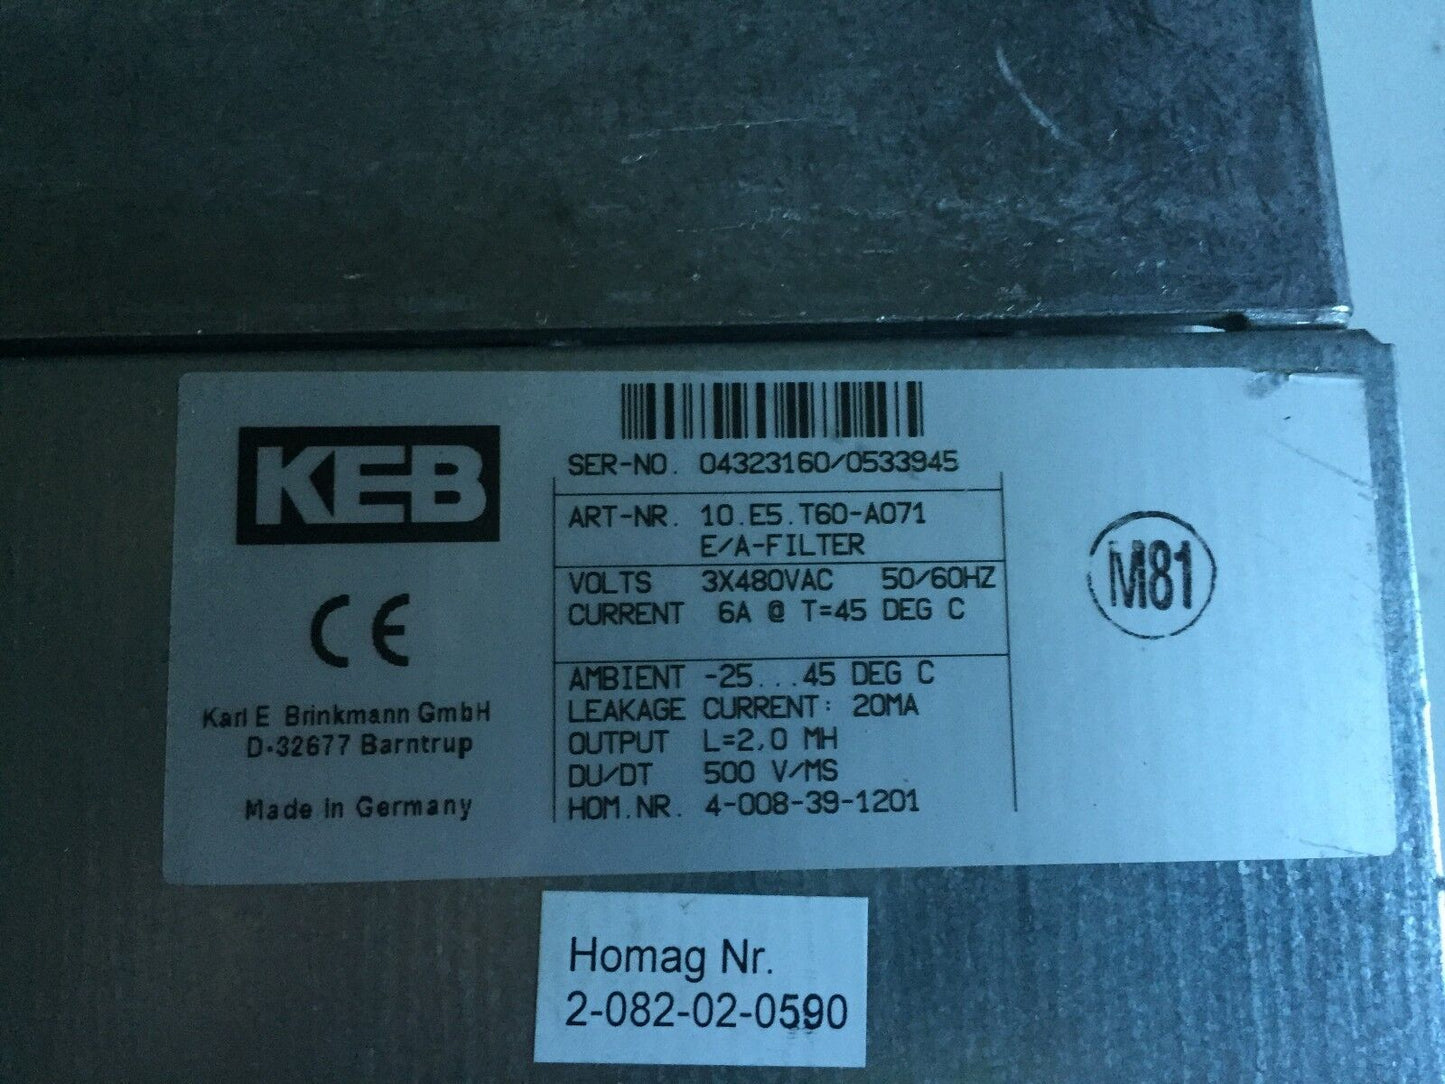 KEB
CE
Karl E. Brinkmann GmbH
D-32677 Barntrup
Made In Germany
SER-NO. 04323160/0533945
ART-NR. 10.E5.T60-A071
E/A-FILTER
VOLTS 3X480VAC 50/60HZ
CURRENT 6A @ T=45 DEG C
AMBIENT -25...45 DEG C
LEAKAGE CURRENT: 20MA
OUTPUT L=2,0 MH
DU/DT 500 V/MS
HOM.NR. 4-008-39-1201
M81
Homag Nr.
2-082-02-0590